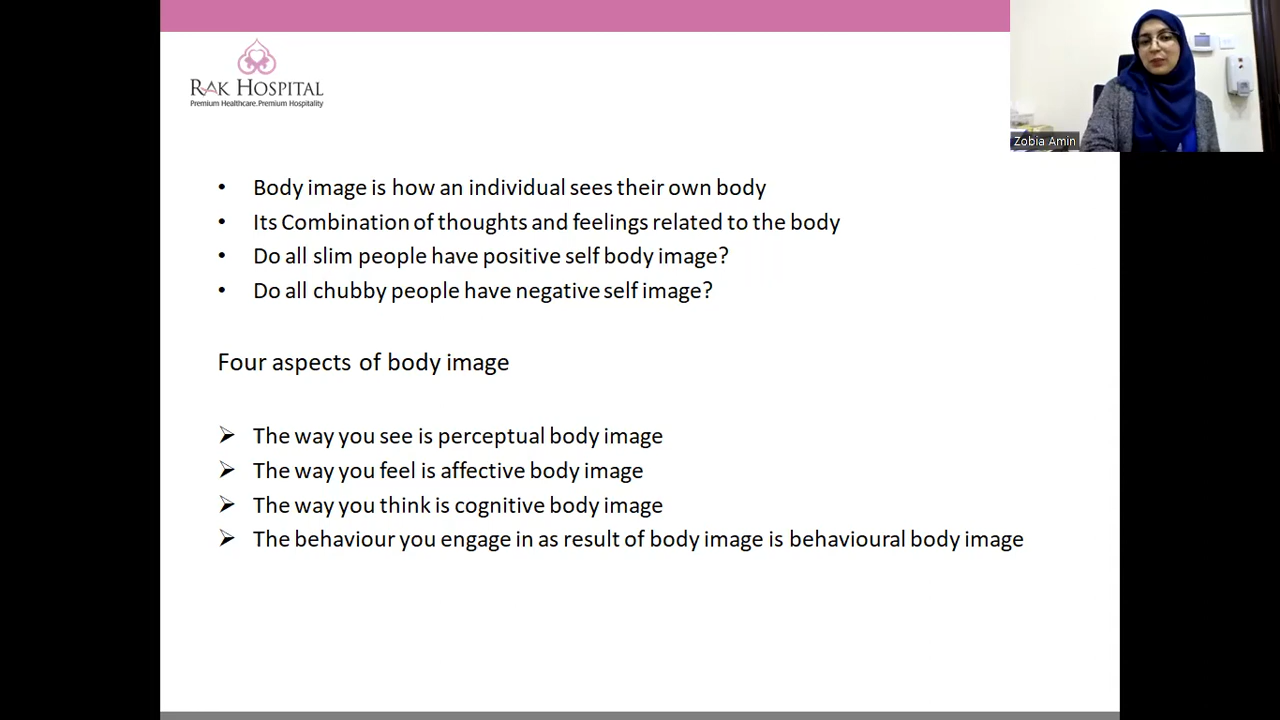 RAK HOSPITAL
Premium Healthcare.Premium Hospitality
Zobia Amin
• Body image is how an individual sees their own body
• Its Combination of thoughts and feelings related to the body
• Do all slim people have positive self body image?
• Do all chubby people have negative self image?
Four aspects of body image
➢ The way you see is perceptual body image
➢ The way you feel is affective body image
➢ The way you think is cognitive body image
➢ The behaviour you engage in as result of body image is behavioural body image